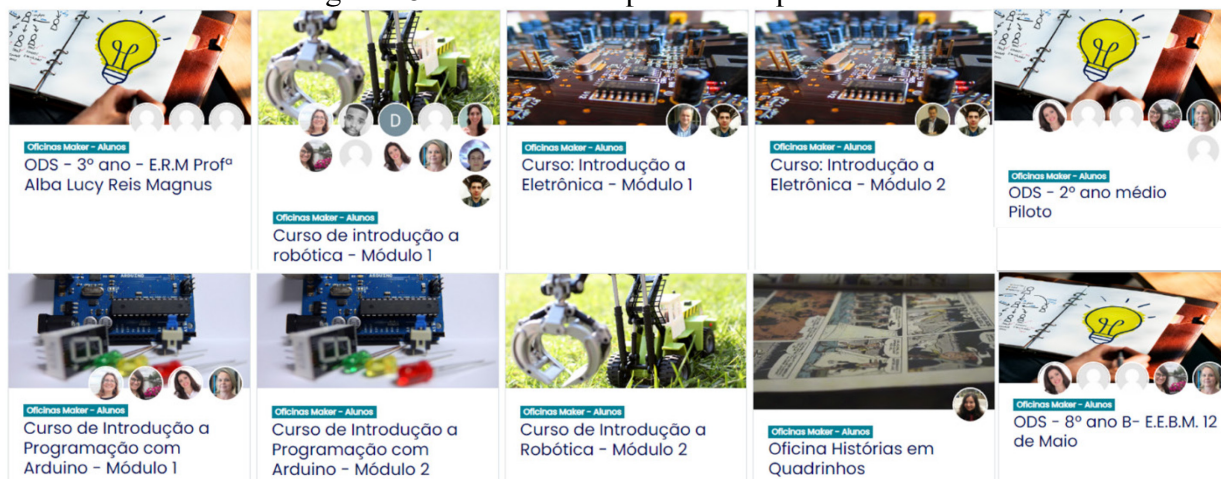 Oficinas Maker - Alunos
ODS - 3º ano - E.R.M Profª
Alba Lucy Reis Magnus
D
Oficinas Maker - Alunos
Curso de introdução a
robótica - Módulo 1
Oficinas Maker - Alunos
Curso: Introdução a
Eletrônica - Módulo 1
Oficinas Maker - Alunos
Curso: Introdução a
Eletrônica - Módulo 2
Oficinas Maker - Alunos
ODS - 2º ano médio
Piloto
Oficinas Maker - Alunos
Curso de Introdução a
Programação com
Arduino - Módulo 1
Oficinas Maker - Alunos
Curso de Introdução a
Programação com
Arduino - Módulo 2
Oficinas Maker - Alunos
Curso de Introdução a
Robótica - Módulo 2
Oficinas Maker - Alunos
Oficina Histórias em
Quadrinhos
Oficinas Maker - Alunos
ODS - 8º ano B- E.E.B.M. 12
de Maio